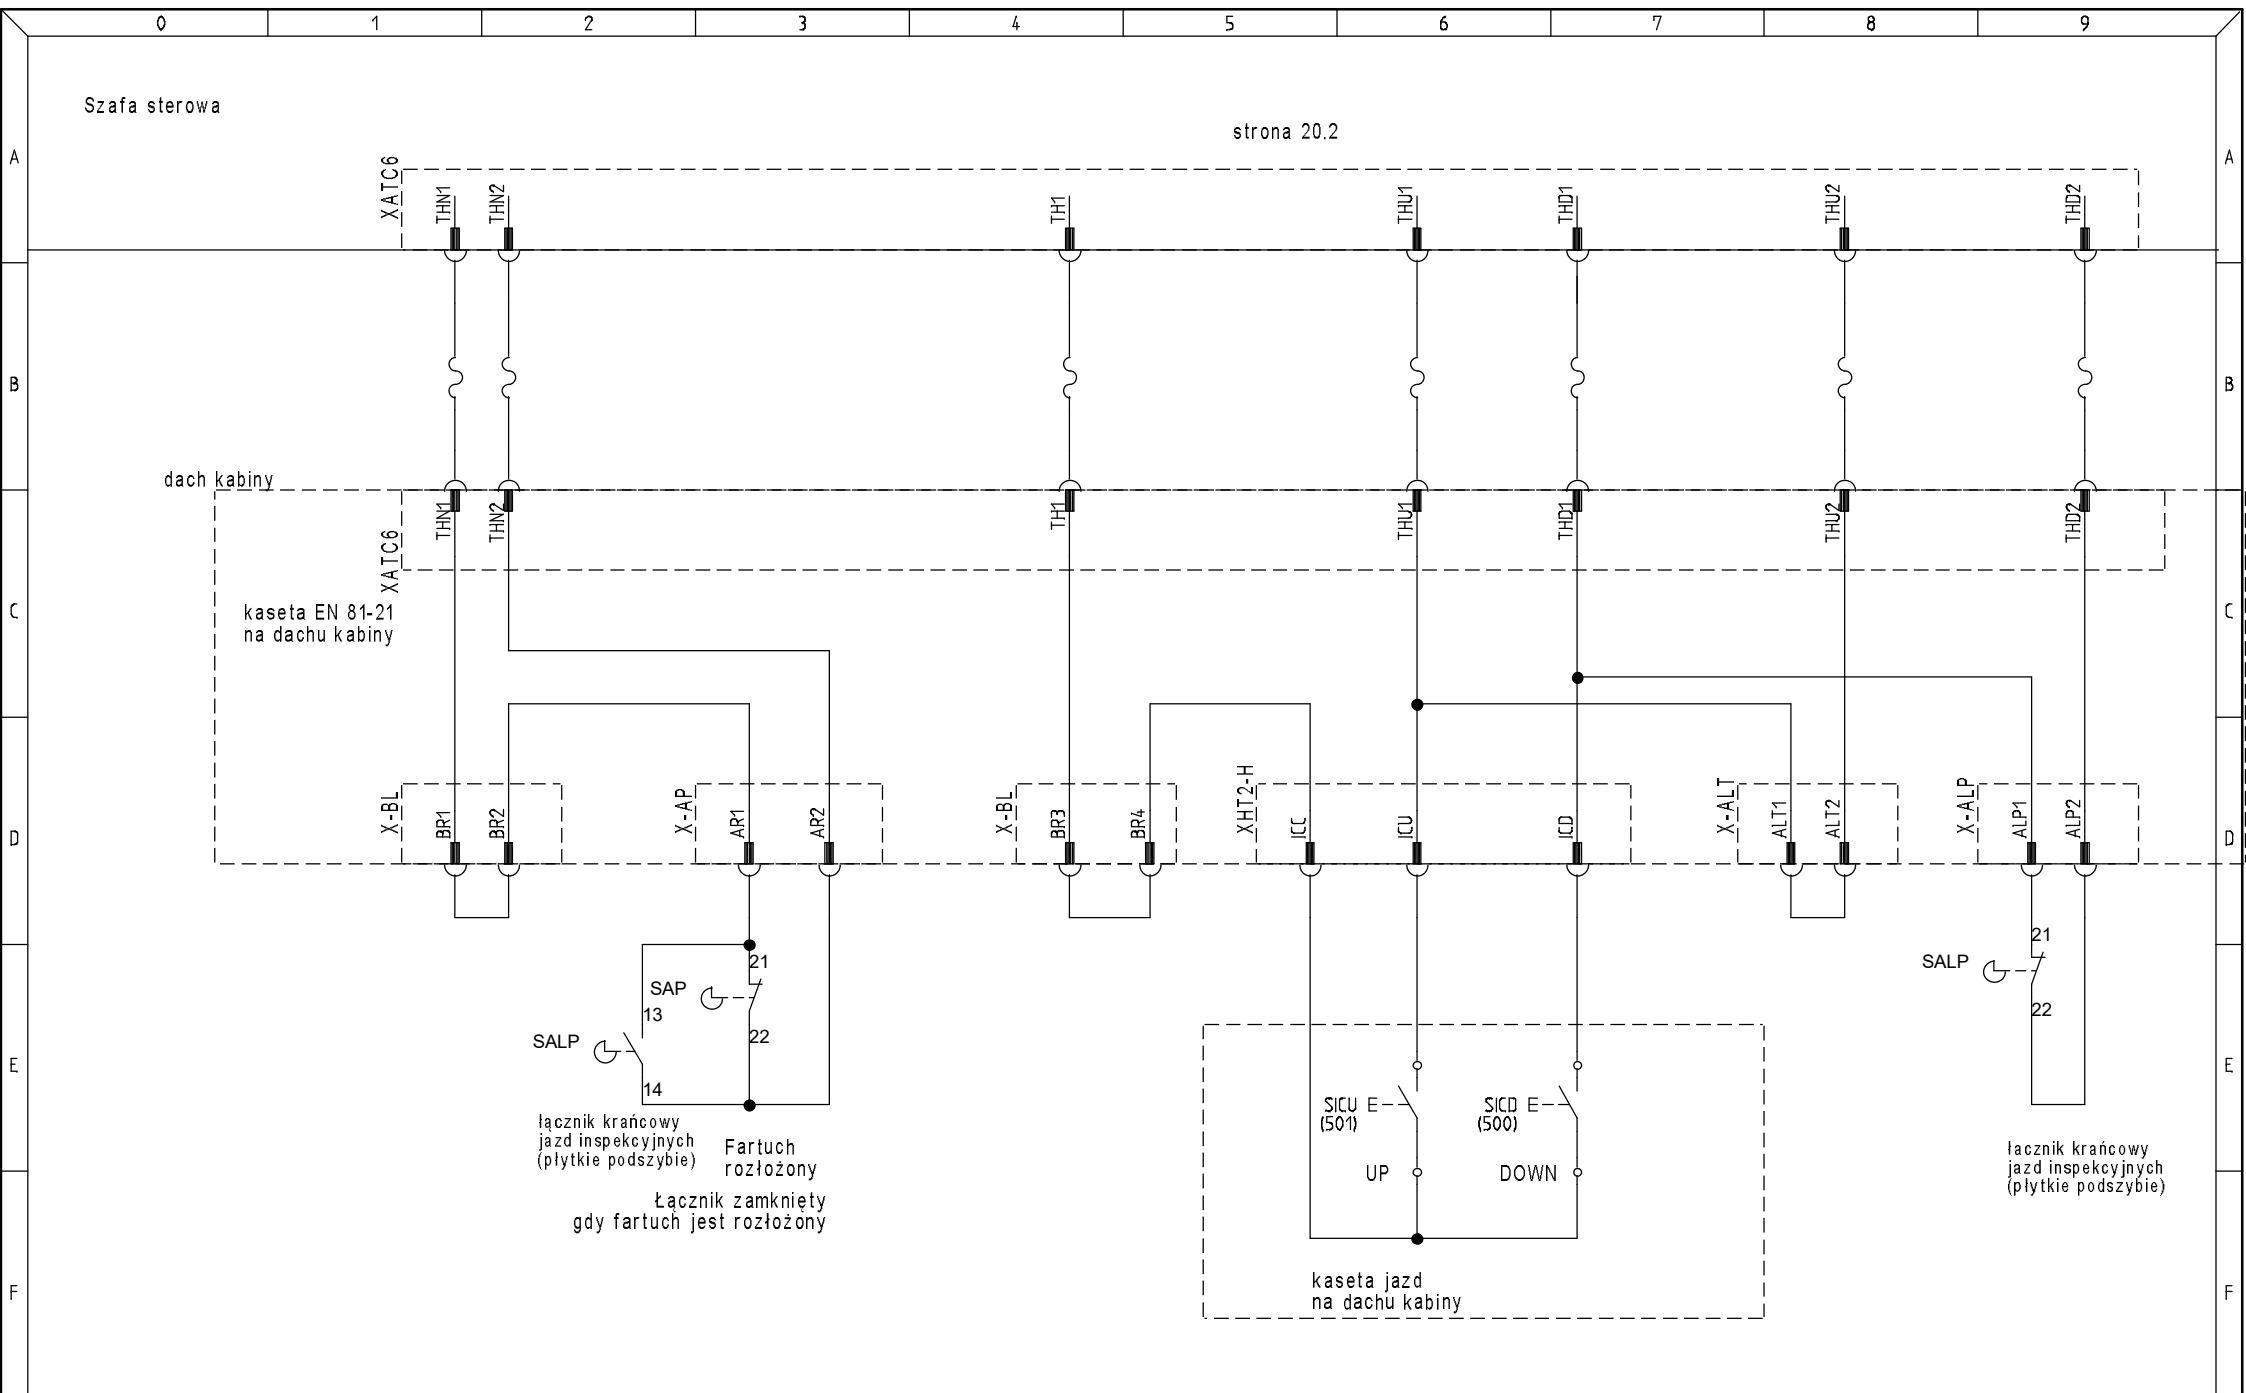 0 1 2 3 4 5 6 7 8 9
Szafa sterowa
strona 20.2
A A
XATC6
THN1 THN2 TH1 THU1 THD1 THU2 THD2
B B
dach kabiny
THN1 THN2 TH1 THU1 THD1 THU2 THD2
XATC6
C C
kaseta EN 81-21
na dachu kabiny
X-BL X-AP X-BL XHT2-H X-ALT X-ALP
BR1 BR2 AR1 AR2 BR3 BR4 ICC ICU ICD ALT1 ALT2 ALP1 ALP2
D D
21 21
SALP
SAP
13 22
22
SALP
14
E E
SICU
(501)
SICD
(500)
łącznik krańcowy
jazd inspekcyjnych
(płytkie podszybie)
Fartuch
rozłożony
łacznik krańcowy
jazd inspekcyjnych
(płytkie podszybie)
UP DOWN
Łącznik zamknięty
gdy fartuch jest rozłożony
kaseta jazd
na dachu kabiny
F F